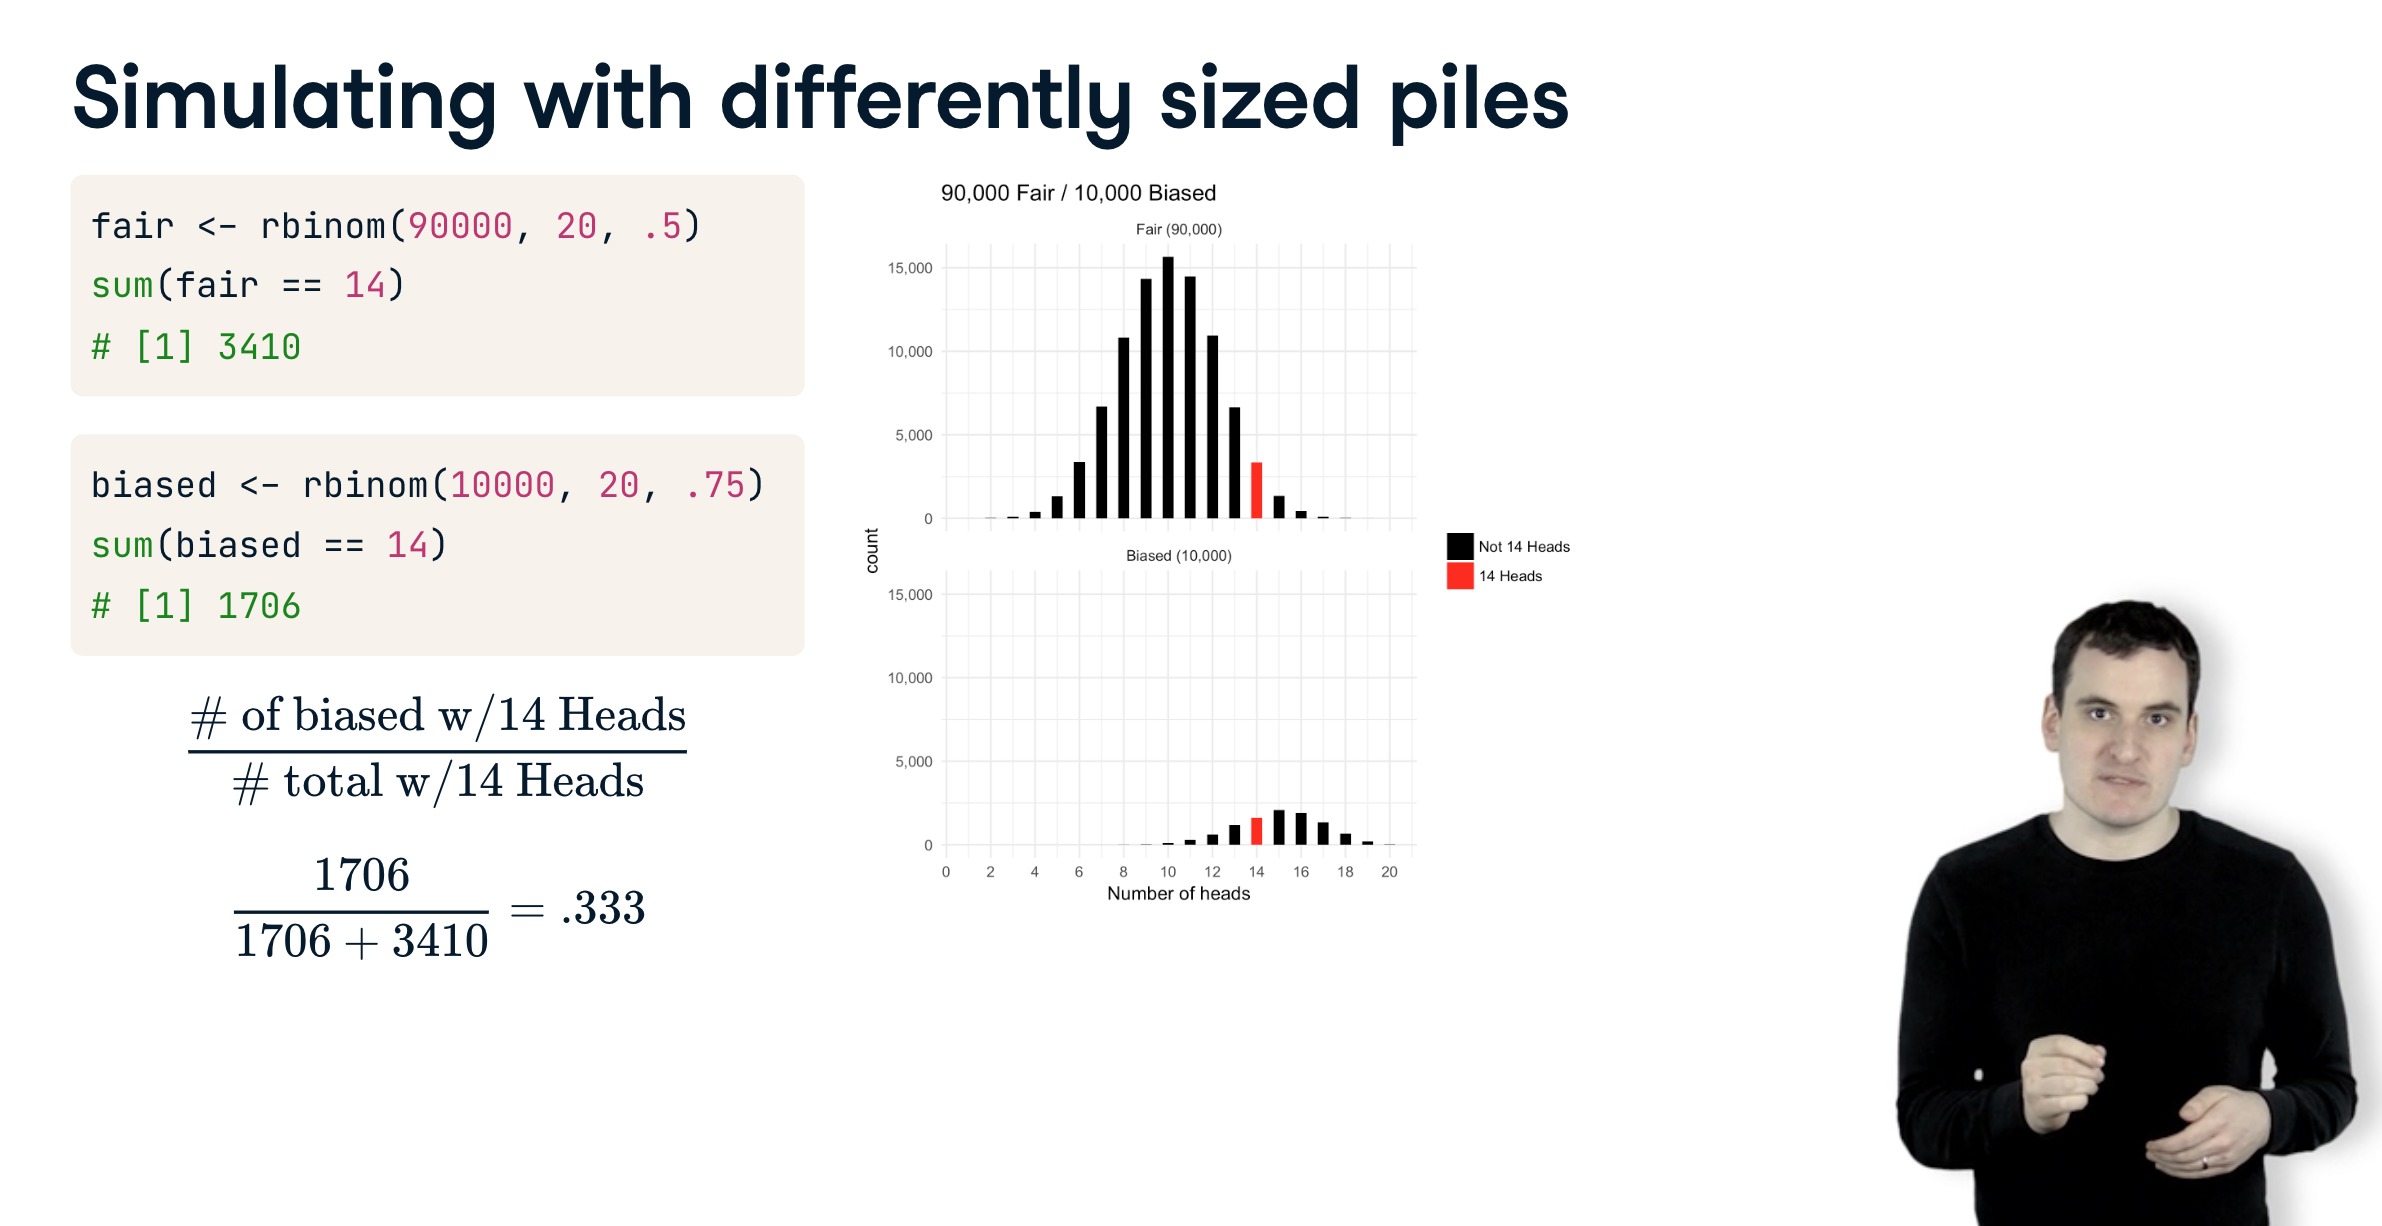 Simulating with differently sized piles
fair <- rbinom(90000, 20, .5)
sum(fair == 14)
# [1] 3410
biased <- rbinom(10000, 20, .75)
sum(biased == 14)
# [1] 1706
# of biased w/14 Heads
# total w/14 Heads
1706
1706 + 3410
= .333
90,000 Fair / 10,000 Biased
Fair (90,000)
15,000
10,000
5,000
0
count
Biased (10,000)
15,000
10,000
5,000
0
0 2 4 6 8 10 12 14 16 18 20
Number of heads
Not 14 Heads
14 Heads